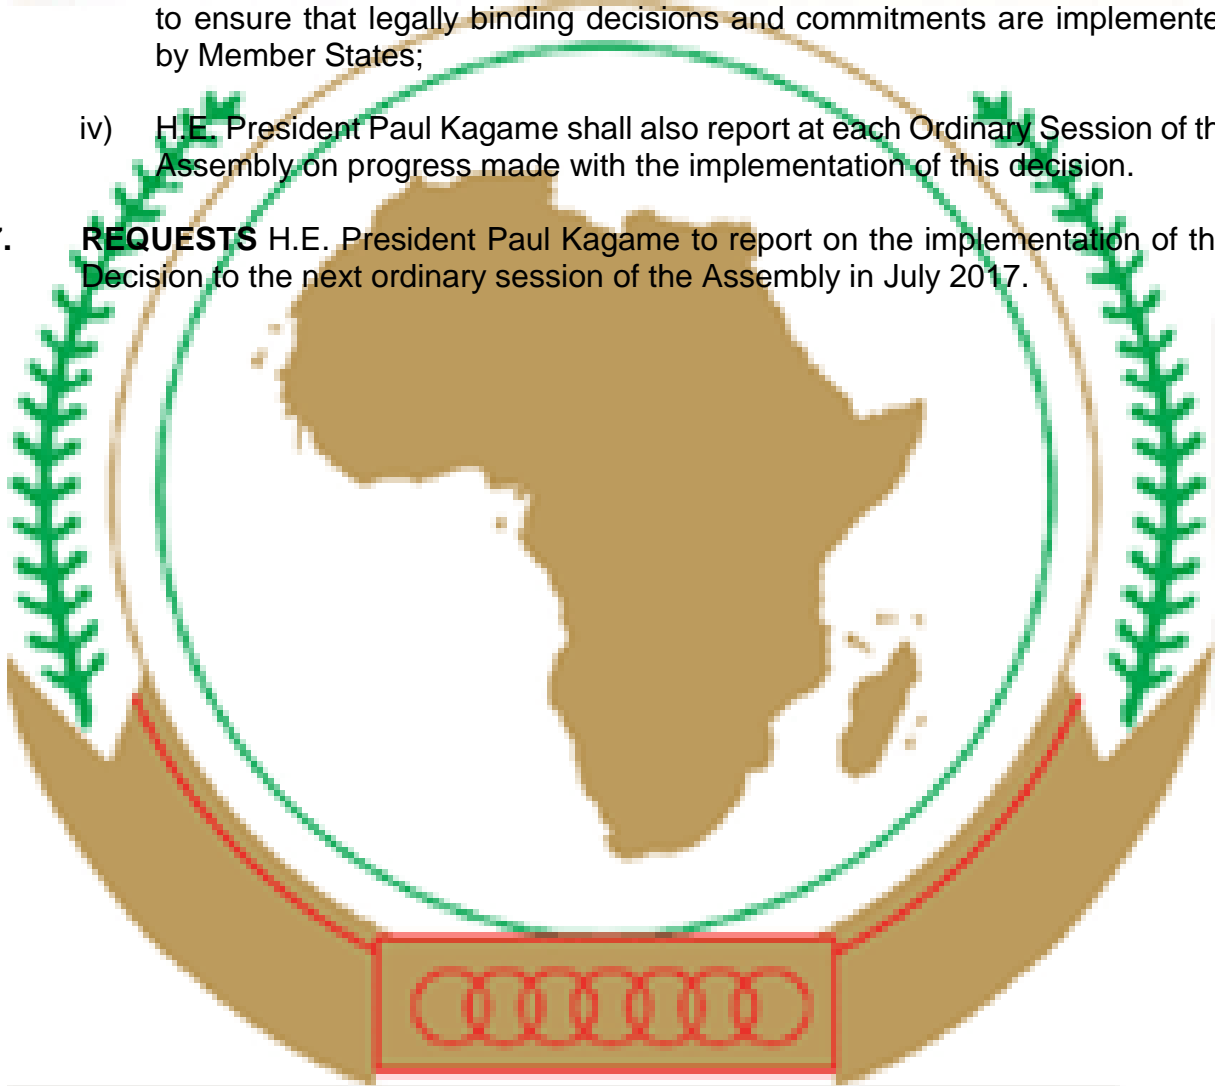 to ensure that legally binding decisions and commitments are implemente
by Member States;
iv) H.E. President Paul Kagame shall also report at each Ordinary Session of th
Assembly on progress made with the implementation of this decision.
. REQUESTS H.E. President Paul Kagame to report on the implementation of th
Decision to the next ordinary session of the Assembly in July 2017.